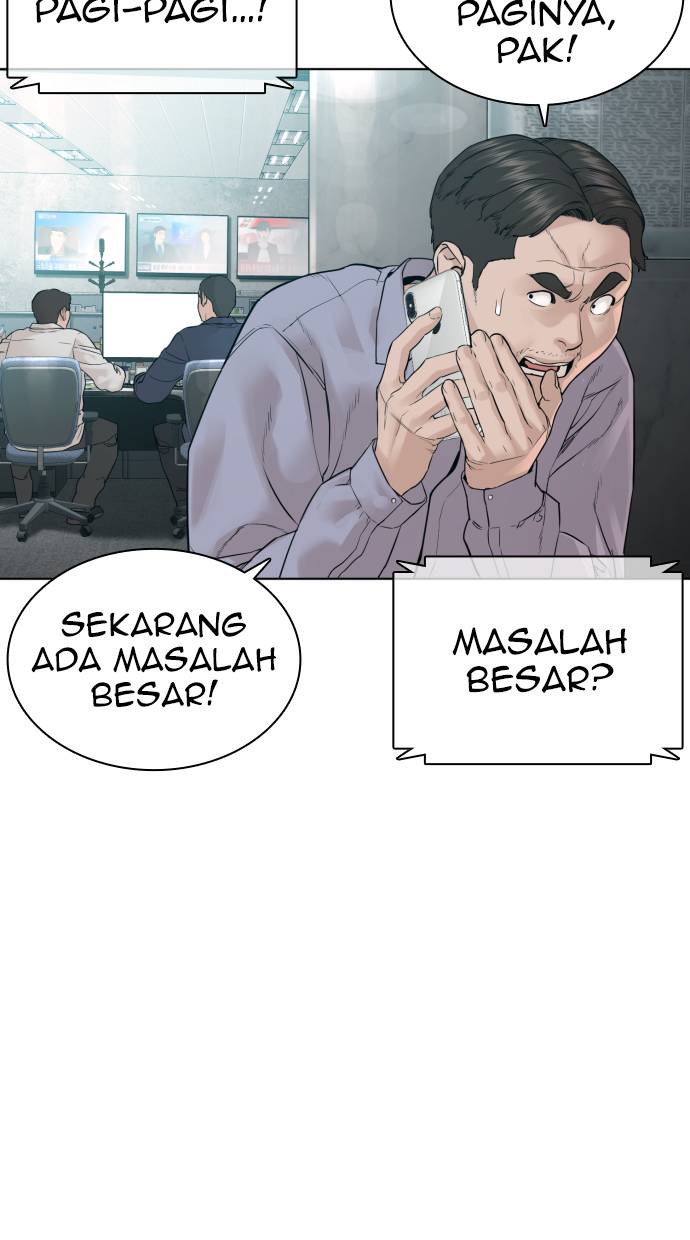 PAGI-PAGI...!
PAGINYA,
PAK!
SEKARANG
ADA MASALAH
BESAR!
MASALAH
BESAR?